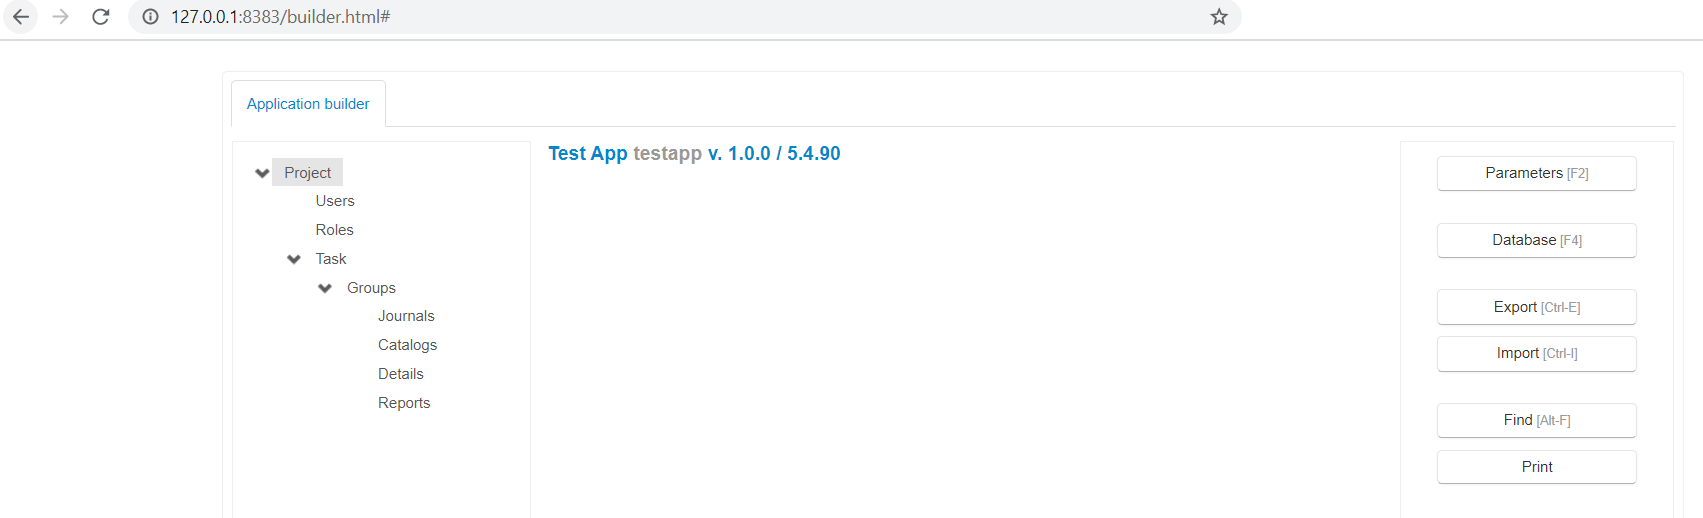 127.0.0.1:8383/builder.html#
Application builder
Project
Users
Roles
Task
Groups
Journals
Catalogs
Details
Reports
Test App testapp v. 1.0.0 / 5.4.90
Parameters [F2]
Database [F4]
Export [Ctrl-E]
Import [Ctrl-I]
Find [Alt-F]
Print